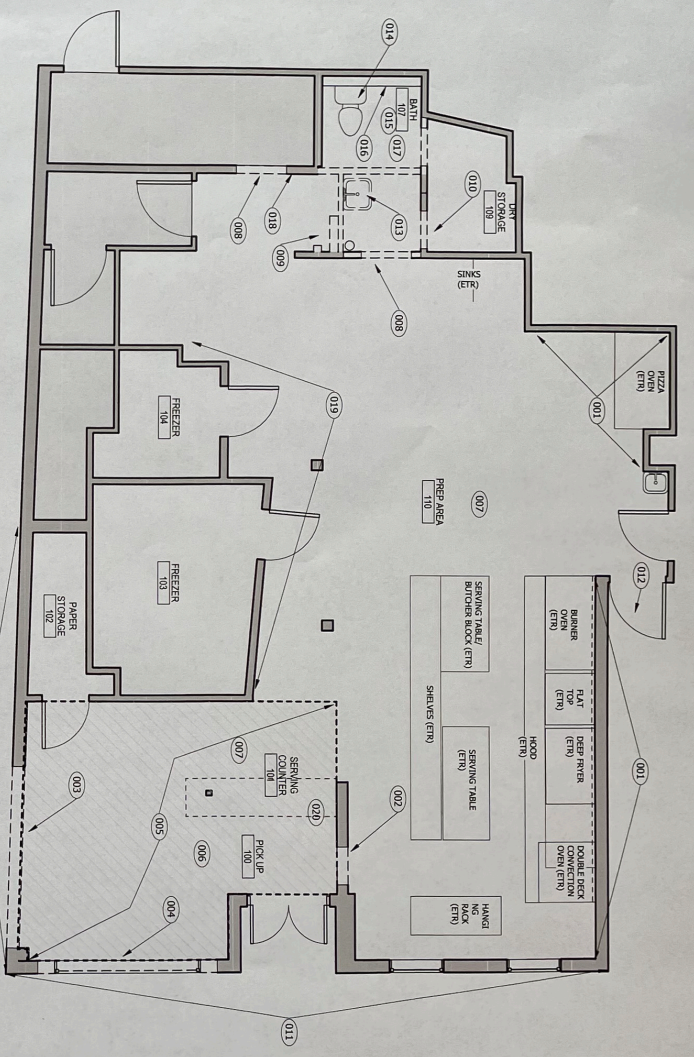 PIZZA
OVEN
(ETR)
012
001
001
BURNER
OVEN
(ETR)
FLAT
TOP
(ETR)
DEEP FRYER
(ETR)
DOUBLE DECK
CONVECTION
OVEN (ETR)
HOOD
(ETR)
DRY
STORAGE
109
SINKS
(ETR)
010
007
PREP AREA
110
SERVING TABLE/
BUTCHER BLOCK (ETR)
SERVING TABLE
(ETR)
HANGI
NG
RACK
(ETR)
SHELVES (ETR)
014
BATH
107
015
017
016
013
008
002
019
009
018
008
020
SERVING
COUNTER
101
011
PICK UP
100
007
006
FREEZER
104
FREEZER
103
005
004
PAPER
STORAGE
102
003